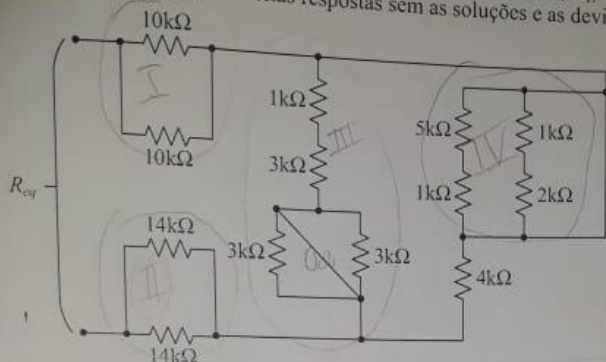 respostas sem as soluções e as devi
10kΩ
I
10kΩ
1kΩ
III
3kΩ
5kΩ
1kΩ
IV
1kΩ
2kΩ
Req
14kΩ
II
14kΩ
3kΩ
3kΩ
4kΩ